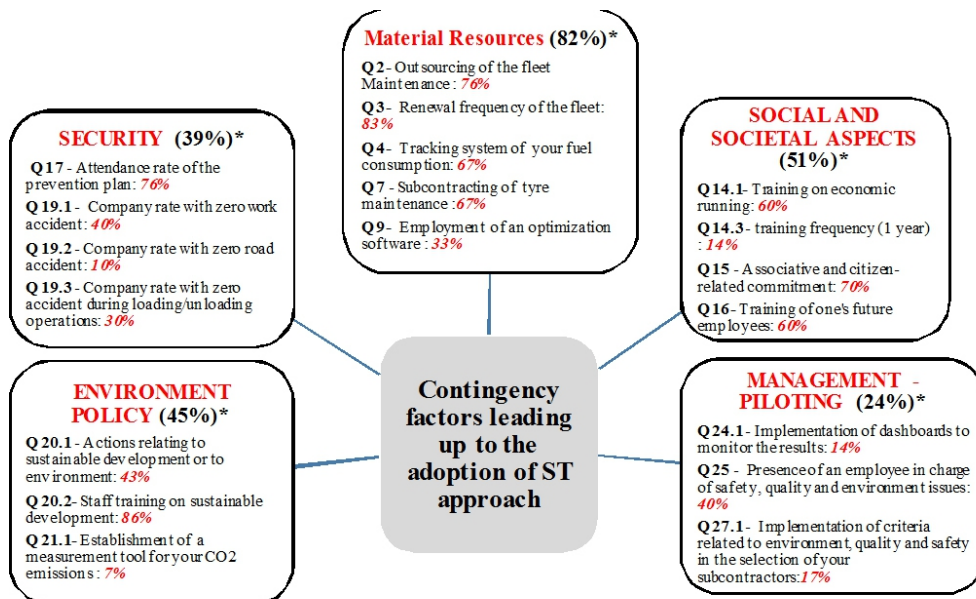 Material Resources (82%)*
Q2- Outsourcing of the fleet
Maintenance : 76%
Q3- Renewal frequency of the fleet:
83%
Q4- Tracking system of your fuel
consumption: 67%
Q7 - Subcontracting of tyre
maintenance : 67%
Q9- Employment of an optimization
software : 33%
SECURITY (39%)*
Q17 - Attendance rate of the
prevention plan: 76%
Q19.1 - Company rate with zero work
accident: 40%
Q19.2 - Company rate with zero road
accident: 10%
Q19.3 - Company rate with zero
accident during loading/unloading
operations: 30%
SOCIAL AND
SOCIETAL ASPECTS
(51%)*
Q14.1- Training on economic
running: 60%
Q14.3- training frequency (1 year)
: 14%
Q15 - Associative and citizen-
related commitment: 70%
Q16- Training of one's future
employees: 60%
ENVIRONMENT
POLICY (45%)*
Q20.1 - Actions relating to
sustainable development or to
environment: 43%
Q20.2- Staff training on sustainable
development: 86%
Q21.1- Establishment of a
measurement tool for your CO2
emissions : 7%
Contingency
factors leading
up to the
adoption of ST
approach
MANAGEMENT -
PILOTING (24%)*
Q24.1- Implementation of dashboards to
monitor the results: 14%
Q25 - Presence of an employee in charge
of safety, quality and environment issues:
40%
Q27.1- Implementation of criteria
related to environment, quality and safety
in the selection of your
subcontractors:17%